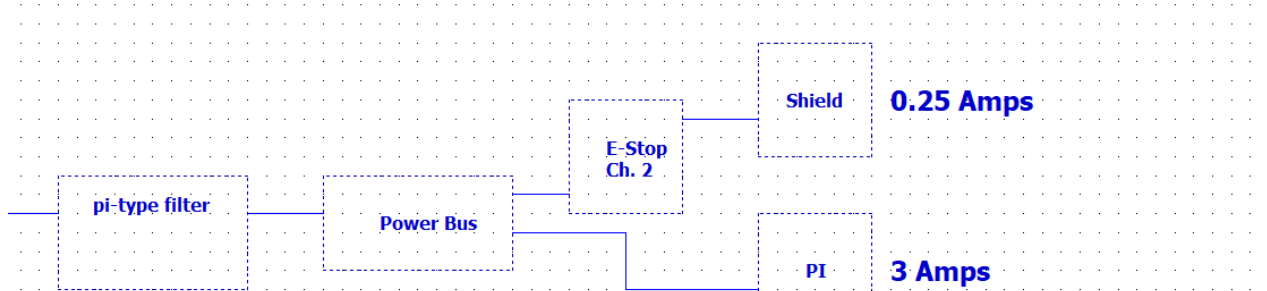 Shield
0.25 Amps
E-Stop
Ch. 2
pi-type filter
Power Bus
PI
3 Amps